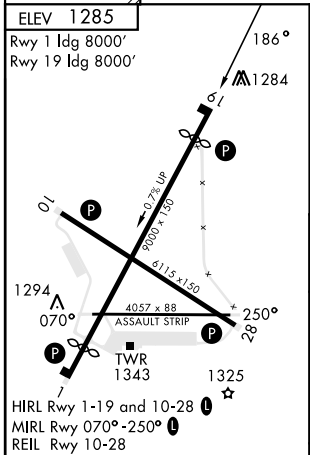 ELEV 1285
Rwy 1 ldg 8000'
Rwy 19 ldg 8000'
186°
1284
19
P
0.7% UP
9000 x 150
P
10
6115 x150
1294
4057 x 88
250°
070°
ASSAULT STRIP
P
28
P
TWR
1343
1325
1
HIRL Rwy 1-19 and 10-28 L
MIRL Rwy 070°-250° L
REIL Rwy 10-28